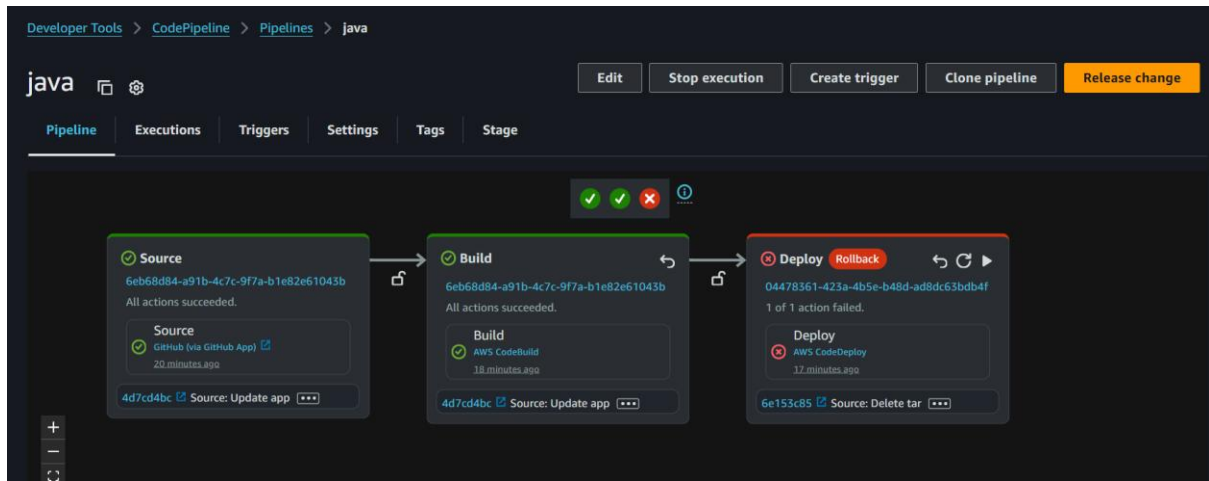 Developer Tools > CodePipeline > Pipelines > java
java
Edit
Stop execution
Create trigger
Clone pipeline
Release change
Pipeline
Executions
Triggers
Settings
Tags
Stage
Source
6eb68d84-a91b-4c7c-9f7a-b1e82e61043b
All actions succeeded.
Source
GitHub (via GitHub App)
20 minutes ago
4d7cd4bc Source: Update app
Build
6eb68d84-a91b-4c7c-9f7a-b1e82e61043b
All actions succeeded.
Build
AWS CodeBuild
18 minutes ago
4d7cd4bc Source: Update app
Deploy Rollback
04478361-423a-4b5e-b48d-ad8dc63bdb4f
1 of 1 action failed.
Deploy
AWS CodeDeploy
17 minutes ago
6e153c85 Source: Delete tar